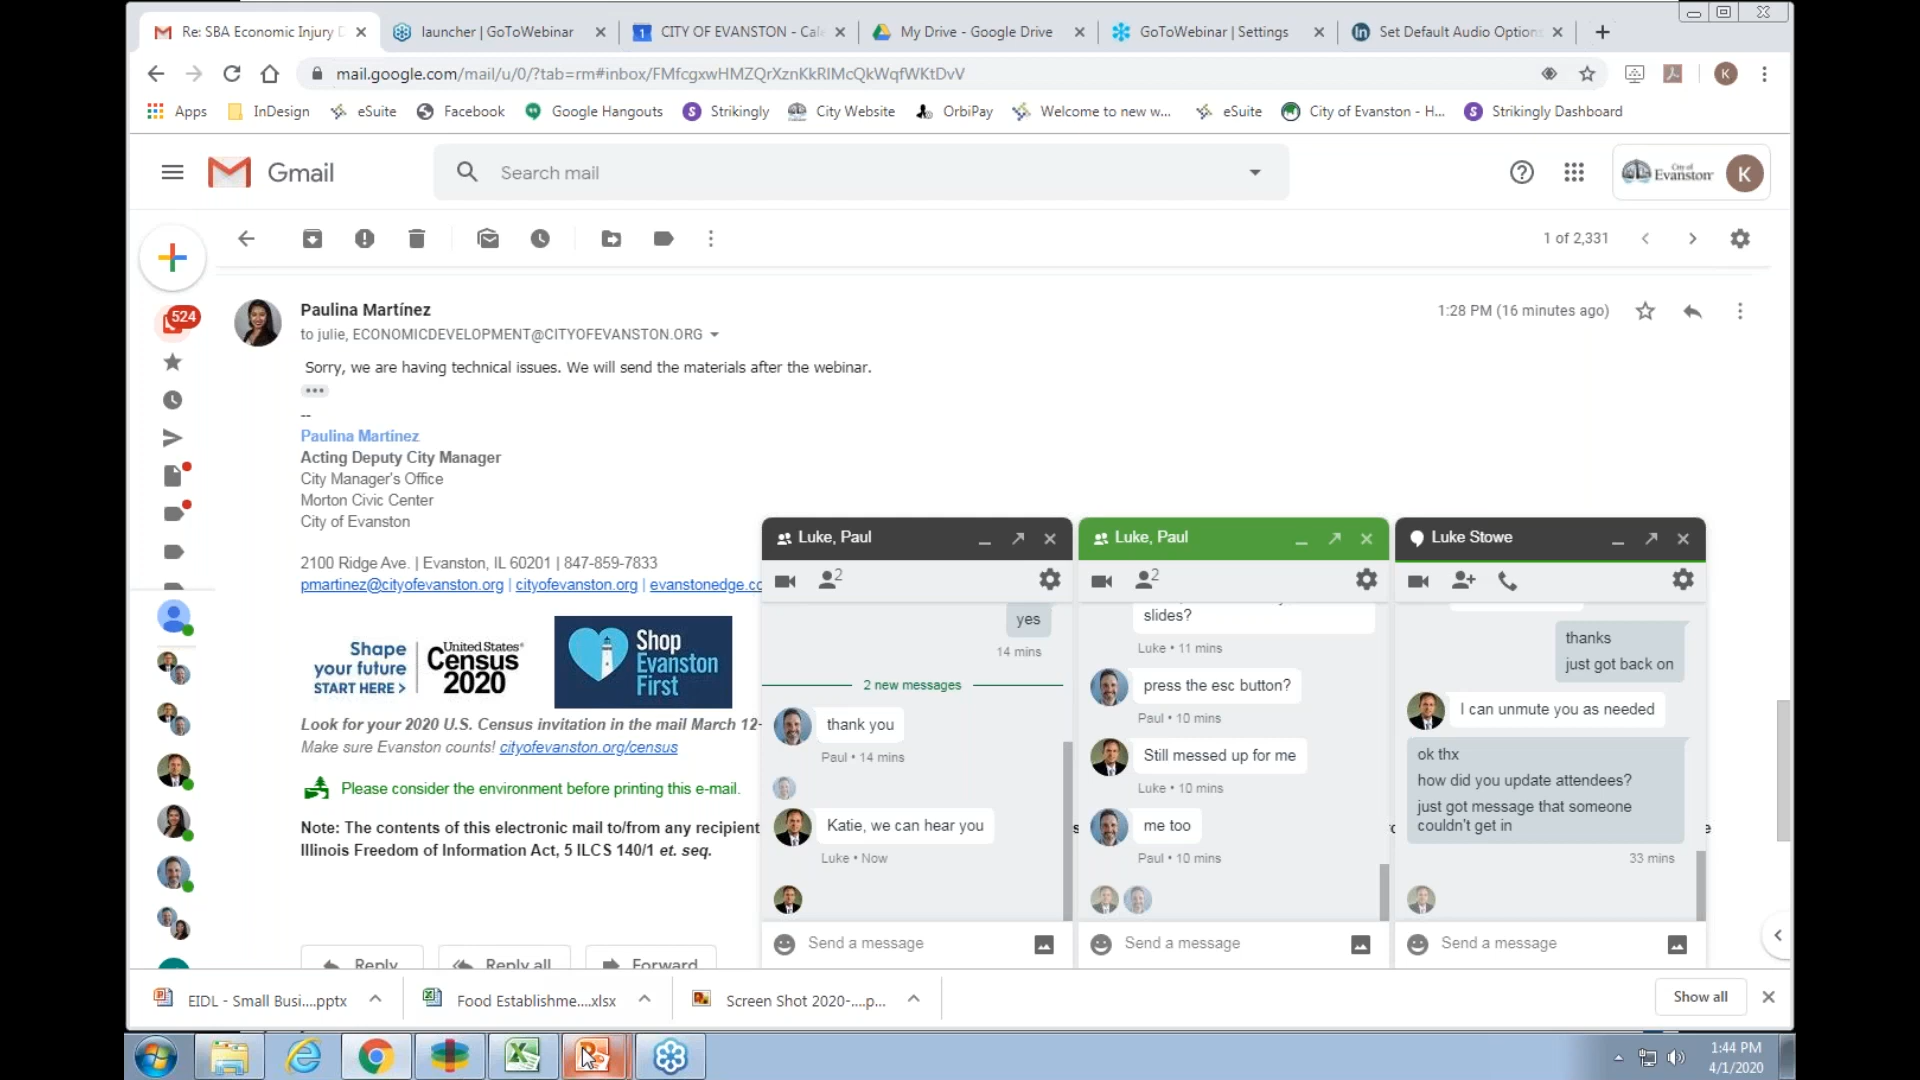 Re: SBA Economic Injury D
launcher | GoToWebinar
CITY OF EVANSTON - Cale
My Drive - Google Drive
GoToWebinar | Settings
Set Default Audio Options
mail.google.com/mail/u/0/?tab=rm#inbox/FMfcgxwHMZQrXznKkRlMcQkWqfWKtDvV
K
Apps
InDesign
eSuite
Facebook
Google Hangouts
Strikingly
City Website
OrbiPay
Welcome to new w...
eSuite
City of Evanston - H...
Strikingly Dashboard
Gmail
Search mail
City of
Evanston
K
1 of 2,331
524
Paulina Martínez
1:28 PM (16 minutes ago)
to julie, ECONOMICDEVELOPMENT@CITYOFEVANSTON.ORG
Sorry, we are having technical issues. We will send the materials after the webinar.
--
Paulina Martínez
Acting Deputy City Manager
City Manager's Office
Morton Civic Center
City of Evanston
2100 Ridge Ave. | Evanston, IL 60201 | 847-859-7833
pmartinez@cityofevanston.org | cityofevanston.org | evanstonedge.co
Shape
your future
START HERE >
United States®
Census
2020
Shop
Evanston
First
Look for your 2020 U.S. Census invitation in the mail March 12-
Make sure Evanston counts! cityofevanston.org/census
Please consider the environment before printing this e-mail.
Note: The contents of this electronic mail to/from any recipient
Illinois Freedom of Information Act, 5 ILCS 140/1 et. seq.
Reply
Reply all
Forward
Luke, Paul
2
yes
14 mins
2 new messages
thank you
Paul • 14 mins
Katie, we can hear you
Luke • Now
Send a message
Luke, Paul
2
slides?
Luke • 11 mins
press the esc button?
Paul • 10 mins
Still messed up for me
Luke • 10 mins
me too
Paul • 10 mins
Send a message
Luke Stowe
thanks
just got back on
I can unmute you as needed
ok thx
how did you update attendees?
just got message that someone
couldn't get in
33 mins
Send a message
EIDL - Small Busi....pptx
Food Establishme....xlsx
Screen Shot 2020-....p...
Show all
1:44 PM
4/1/2020